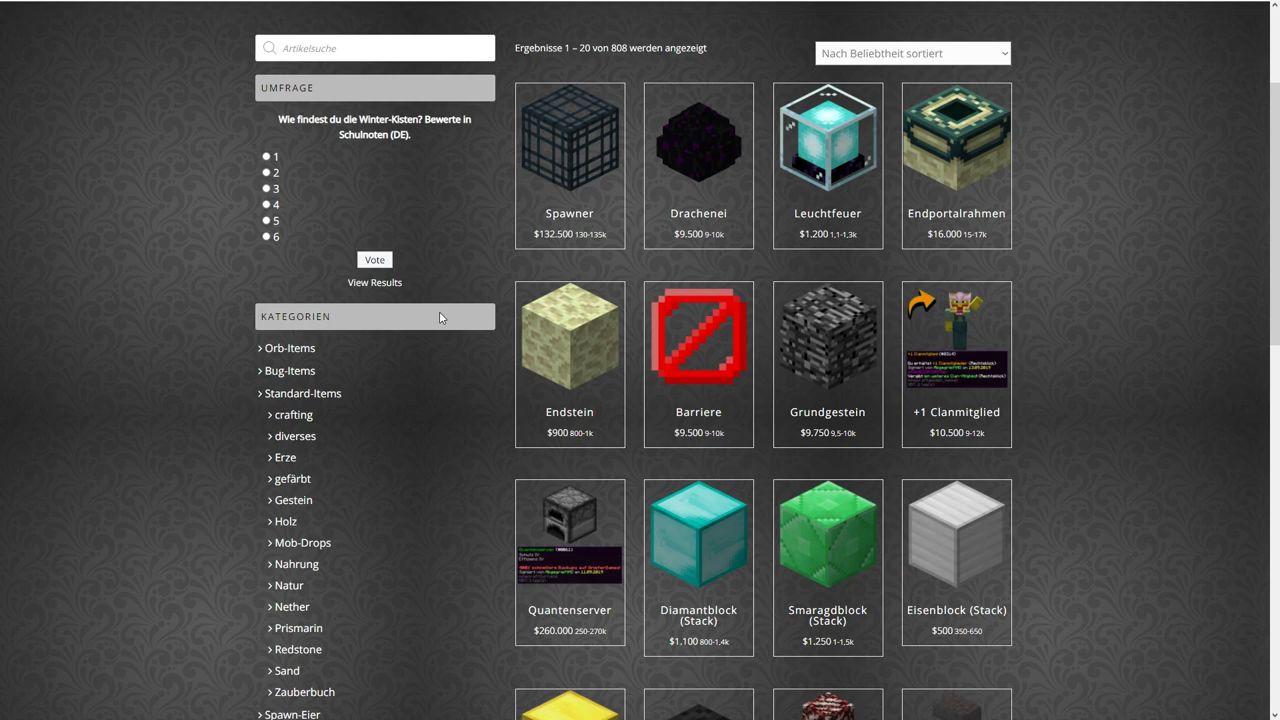 Artikelsuche
UMFRAGE
Wie findest du die Winter-Kisten? Bewerte in
Schulnoten (DE).
1
2
3
4
5
6
Vote
View Results
KATEGORIEN
Orb-Items
Bug-Items
Standard-Items
crafting
diverses
Erze
gefärbt
Gestein
Holz
Mob-Drops
Nahrung
Natur
Nether
Prismarin
Redstone
Sand
Zauberbuch
Spawn-Eier
Ergebnisse 1 – 20 von 808 werden angezeigt
Nach Beliebtheit sortiert
Spawner
$132.500 130-135k
Drachenei
$9.500 9-10k
Leuchtfeuer
$1.200 1,1-1,3k
Endportalrahmen
$16.000 15-17k
Endstein
$900 800-1k
Barriere
$9.500 9-10k
Grundgestein
$9.750 9,5-10k
+1 Clanmitglied
$10.500 9-12k
Quantenserver
$260.000 250-270k
Diamantblock
(Stack)
$1.100 800-1,4k
Smaragdblock
(Stack)
$1.250 1-1,5k
Eisenblock (Stack)
$500 350-650